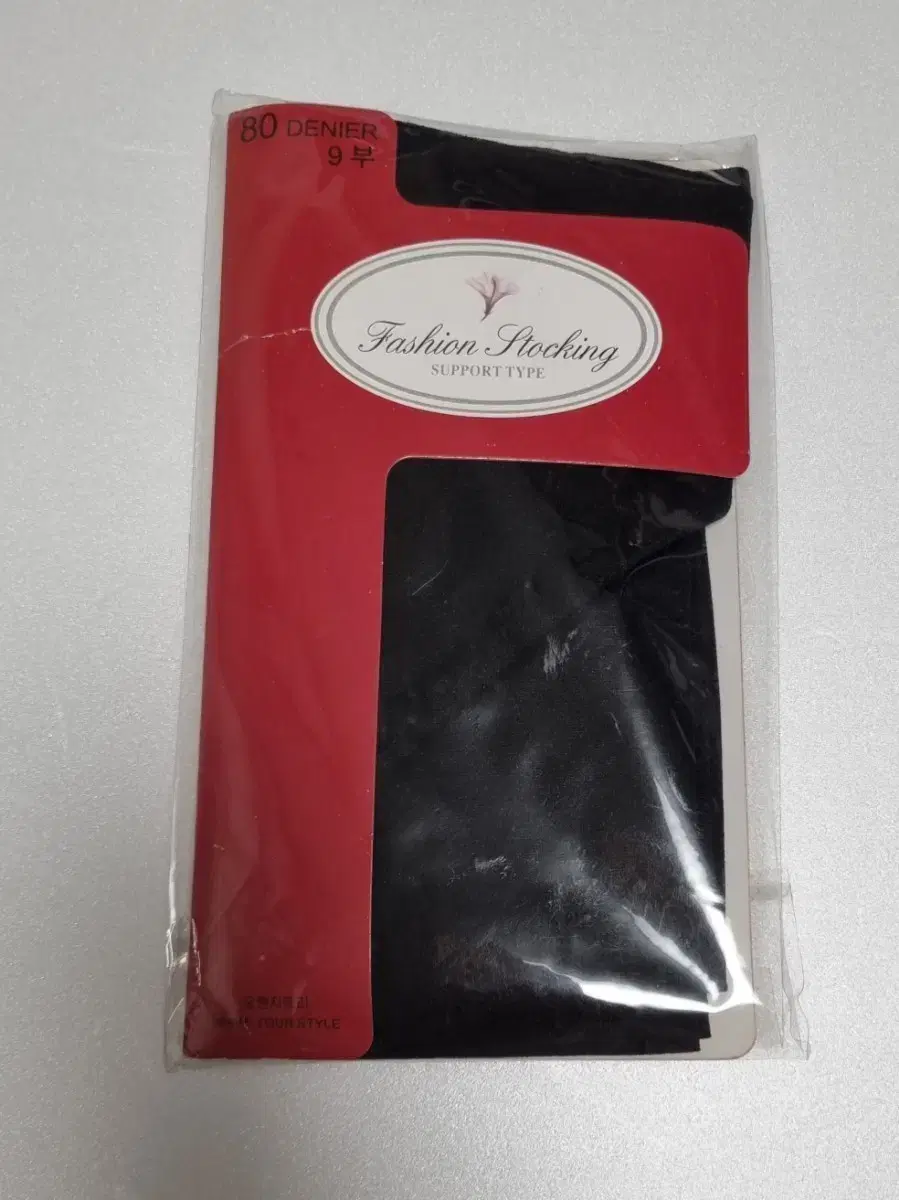 80 DENIER
9 부
Fashion Stocking
SUPPORT TYPE
YOUR STYLE